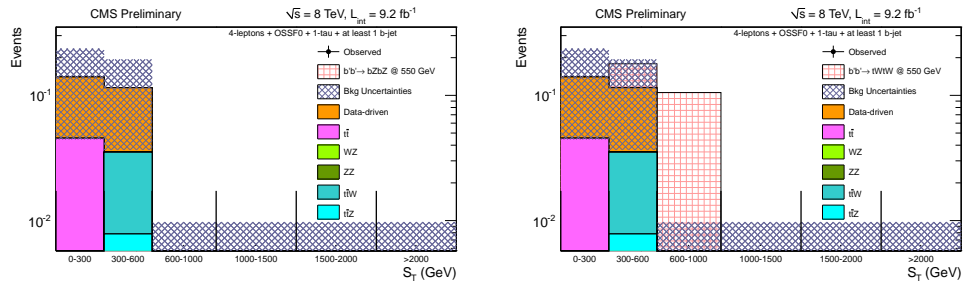 CMS Preliminary
√s = 8 TeV, L_int = 9.2 fb⁻¹
Events
4-leptons + OSSF0 + 1-tau + at least 1 b-jet
Observed
b'b'→ bZbZ @ 550 GeV
Bkg Uncertainties
Data-driven
tt̄
WZ
ZZ
tt̄W
tt̄Z
10⁻¹
10⁻²
0-300 300-600 600-1000 1000-1500 1500-2000 >2000
S_T (GeV)
CMS Preliminary
√s = 8 TeV, L_int = 9.2 fb⁻¹
Events
4-leptons + OSSF0 + 1-tau + at least 1 b-jet
Observed
b'b'→ tWtW @ 550 GeV
Bkg Uncertainties
Data-driven
tt̄
WZ
ZZ
tt̄W
tt̄Z
10⁻¹
10⁻²
0-300 300-600 600-1000 1000-1500 1500-2000 >2000
S_T (GeV)